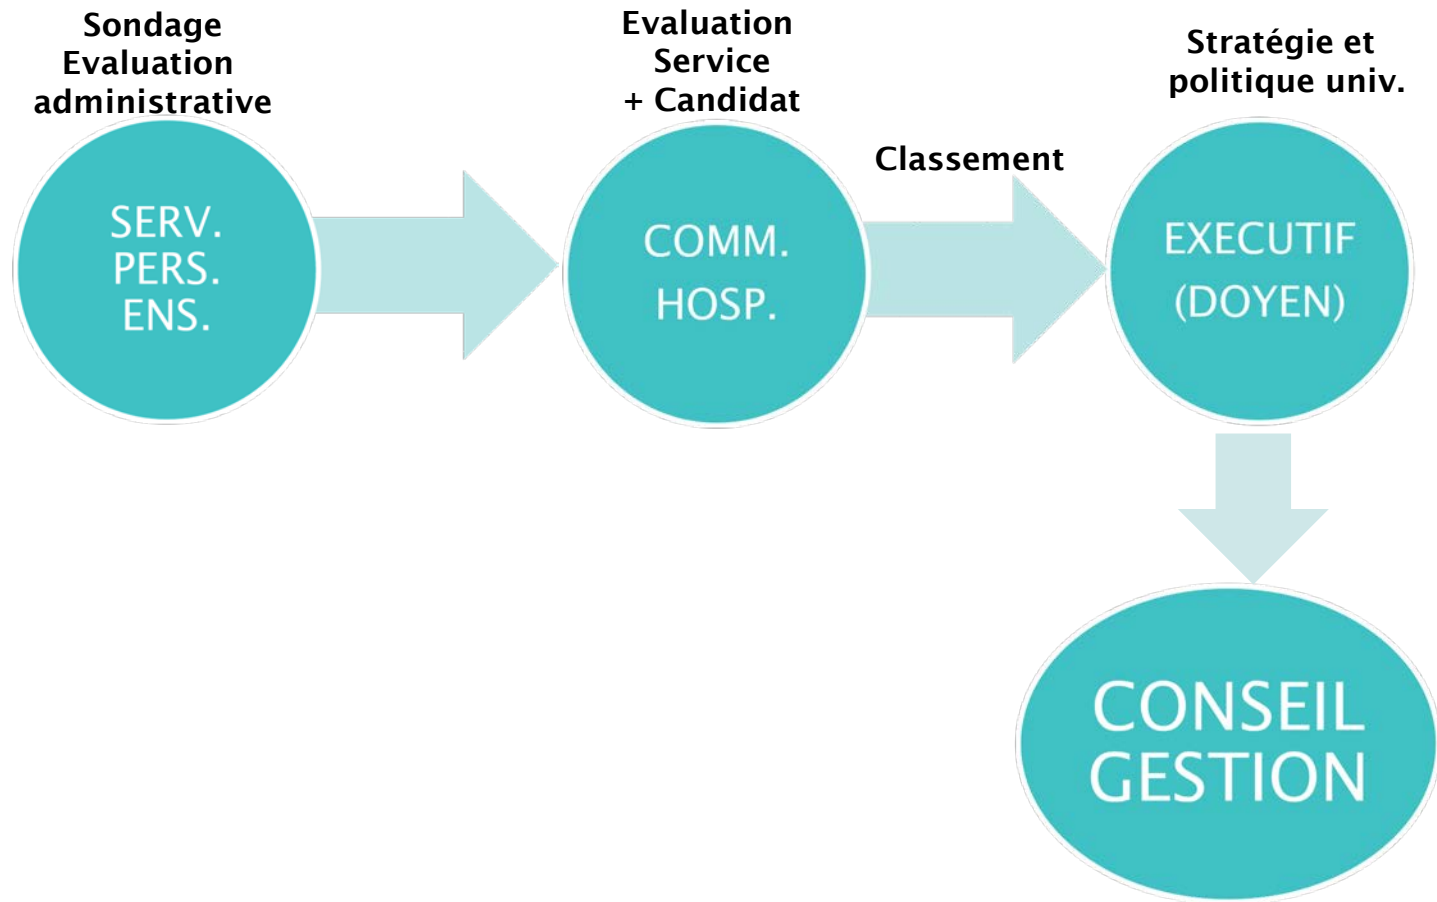 Sondage
Evaluation
administrative
SERV.
PERS.
ENS.
Evaluation
Service
+ Candidat
COMM.
HOSP.
Classement
Stratégie et
politique univ.
EXECUTIF
(DOYEN)
CONSEIL
GESTION